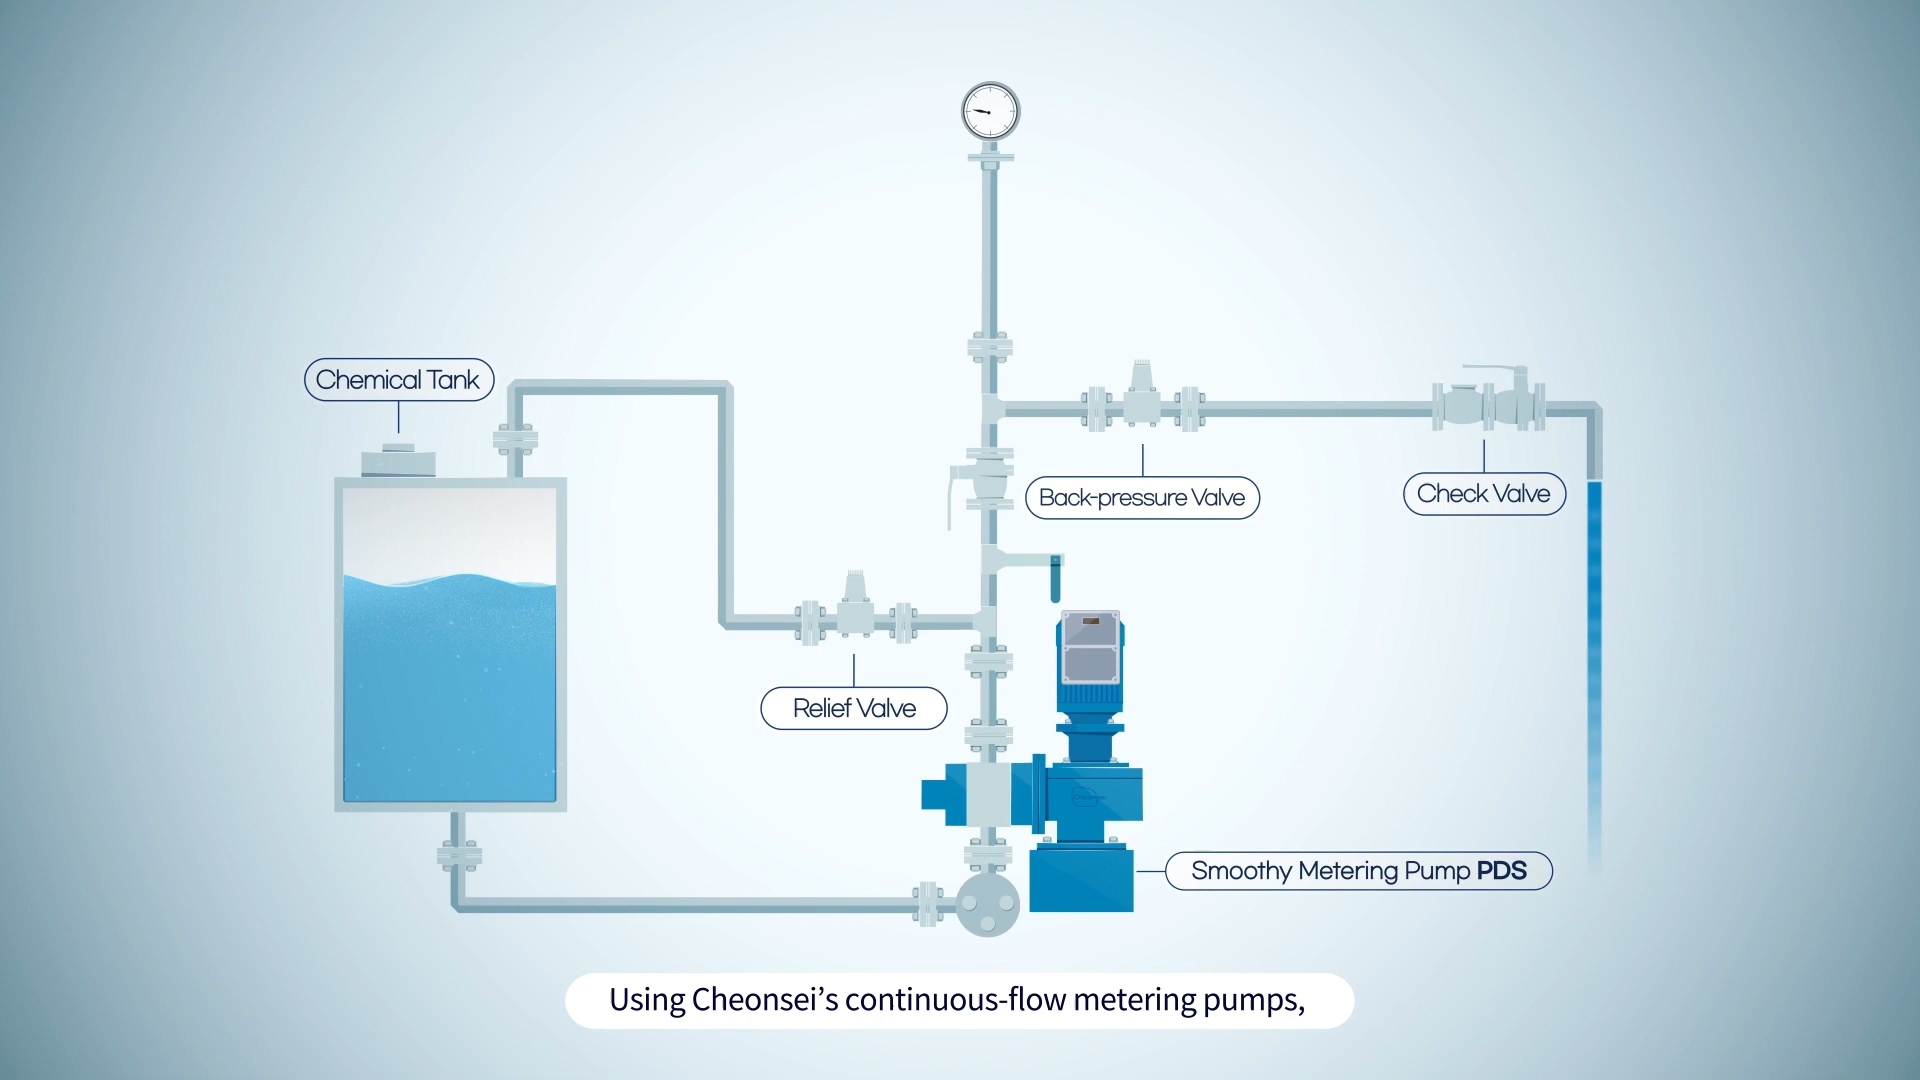 Chemical Tank
Back-pressure Valve
Check Valve
Relief Valve
Smoothy Metering Pump PDS
Using Cheonsei’s continuous-flow metering pumps,